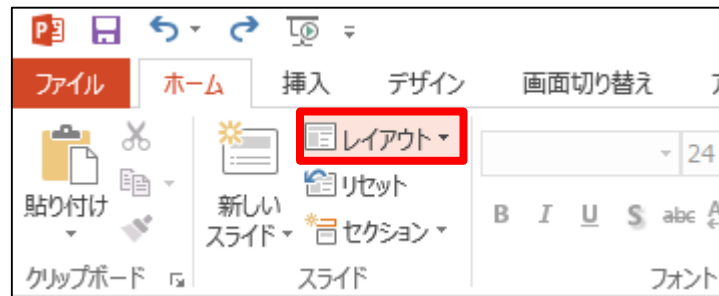 ファイル ホーム 挿入 デザイン 画面切り替え
レイアウト
24
リセット
貼り付け 新しい
スライド セクション
B I U S abc
クリップボード スライド フォント